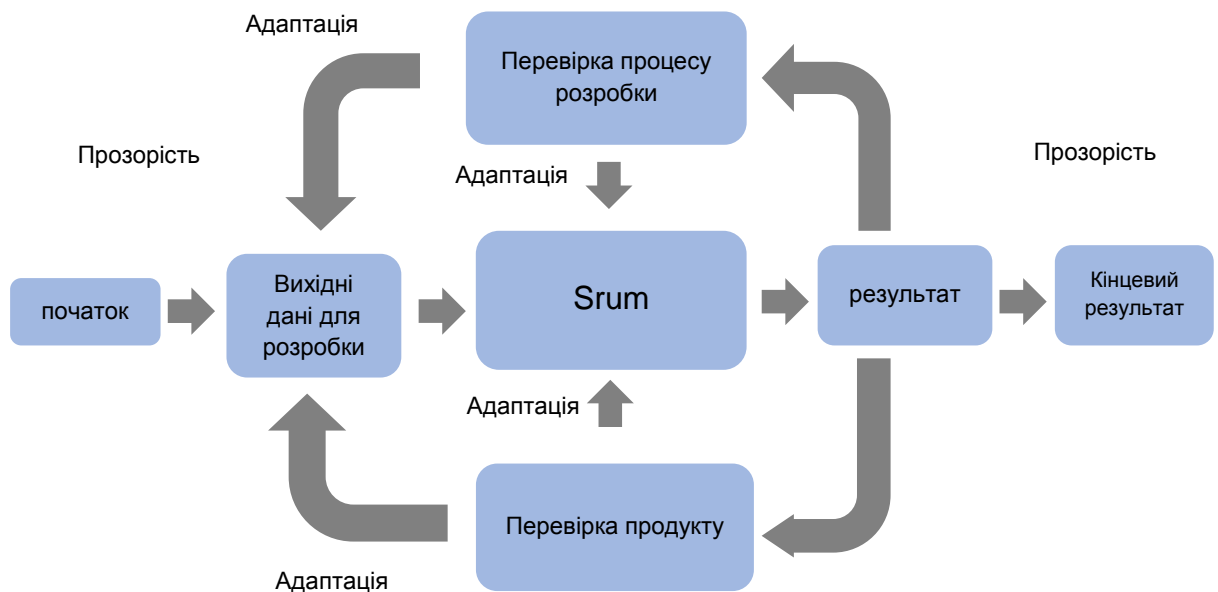 Адаптація
Перевірка процесу
розробки
Прозорість
Прозорість
Адаптація
початок
Вихідні
дані для
розробки
Srum
результат
Кінцевий
результат
Адаптація
Перевірка продукту
Адаптація